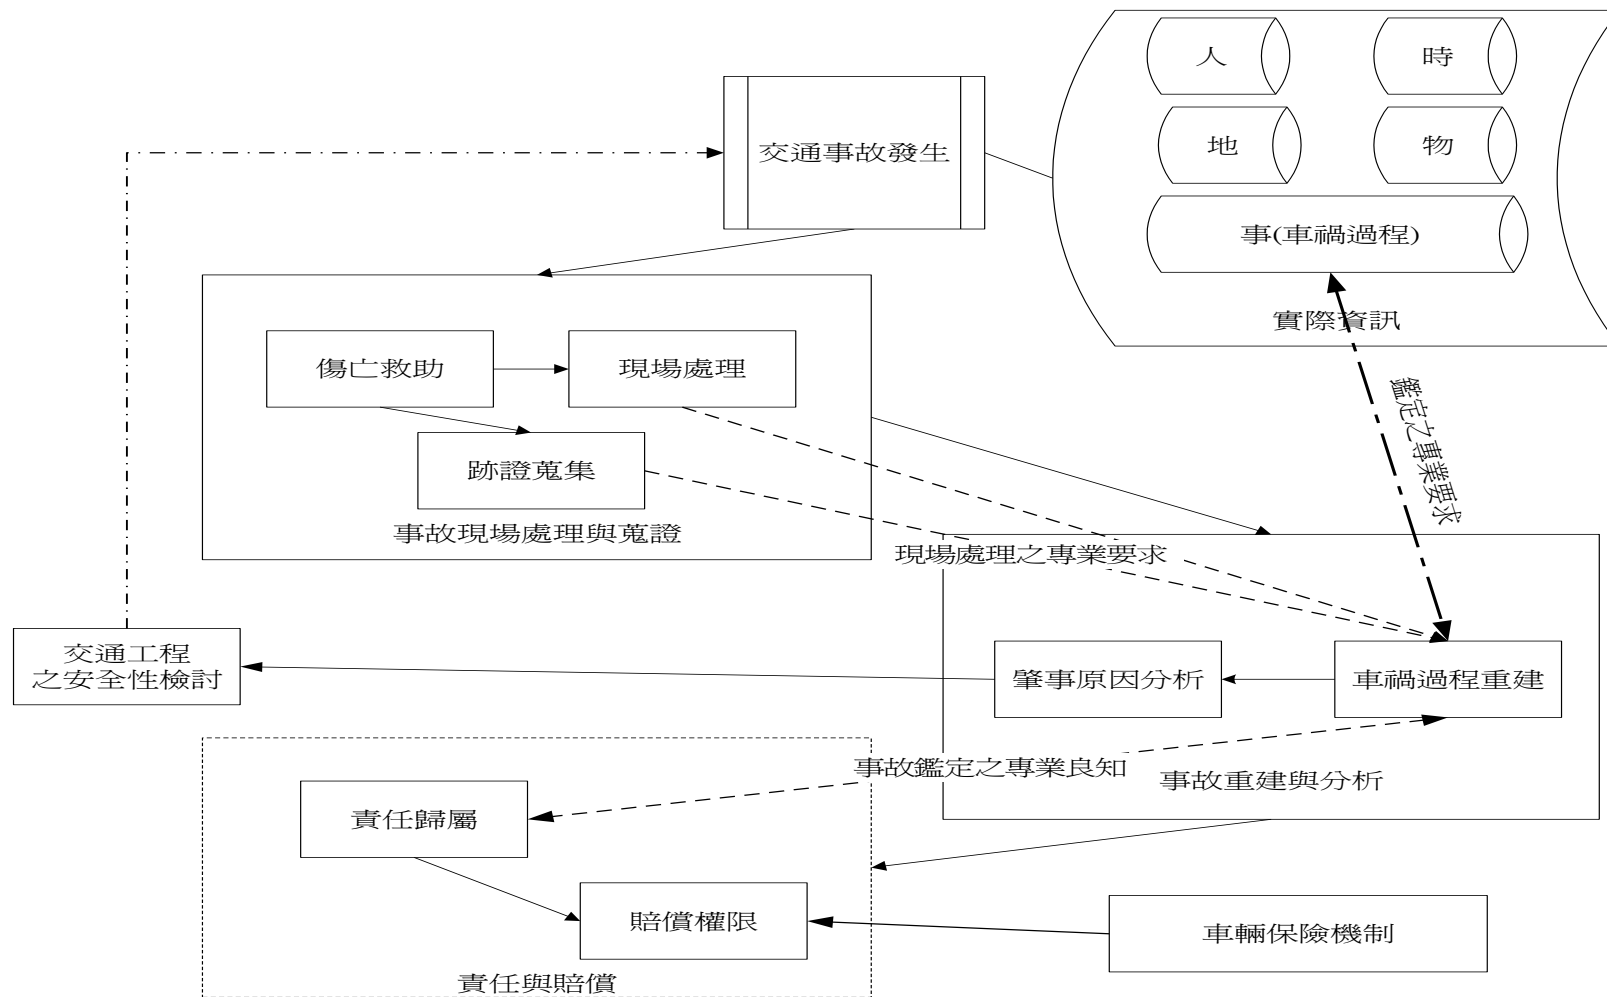 人
時
交通事故發生
地
物
事(車禍過程)
實際資訊
傷亡救助
現場處理
鑑定之專業要求
跡證蒐集
事故現場處理與蒐證
現場處理之專業要求
交通工程
之安全性檢討
肇事原因分析
車禍過程重建
事故鑑定之專業良知
事故重建與分析
責任歸屬
賠償權限
車輛保險機制
責任與賠償